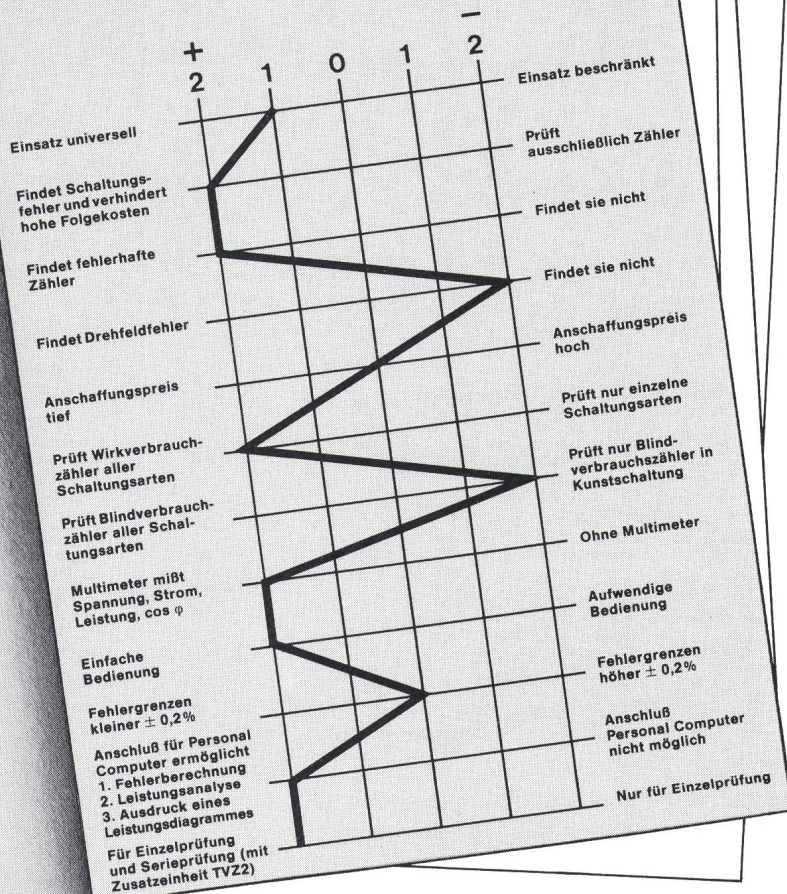 +
−
2
1
0
1
2
Einsatz universell
Einsatz beschränkt
Findet Schaltungs-
fehler und verhindert
hohe Folgekosten
Prüft
ausschließlich Zähler
Findet fehlerhafte
Zähler
Findet sie nicht
Findet Drehfeldfehler
Findet sie nicht
Anschaffungspreis
tief
Anschaffungspreis
hoch
Prüft Wirkverbrauch-
zähler aller
Schaltungsarten
Prüft nur einzelne
Schaltungsarten
Prüft Blindverbrauch-
zähler aller Schal-
tungsarten
Prüft nur Blind-
verbrauchszähler in
Kunstschaltung
Multimeter mißt
Spannung, Strom,
Leistung, cos φ
Ohne Multimeter
Einfache
Bedienung
Aufwendige
Bedienung
Fehlergrenzen
kleiner ± 0,2%
Fehlergrenzen
höher ± 0,2%
Anschluß für Personal
Computer ermöglicht
1. Fehlerberechnung
2. Leistungsanalyse
3. Ausdruck eines
Leistungsdiagrammes
Anschluß
Personal Computer
nicht möglich
Für Einzelprüfung
und Serieprüfung (mit
Zusatzeinheit TVZ2)
Nur für Einzelprüfung